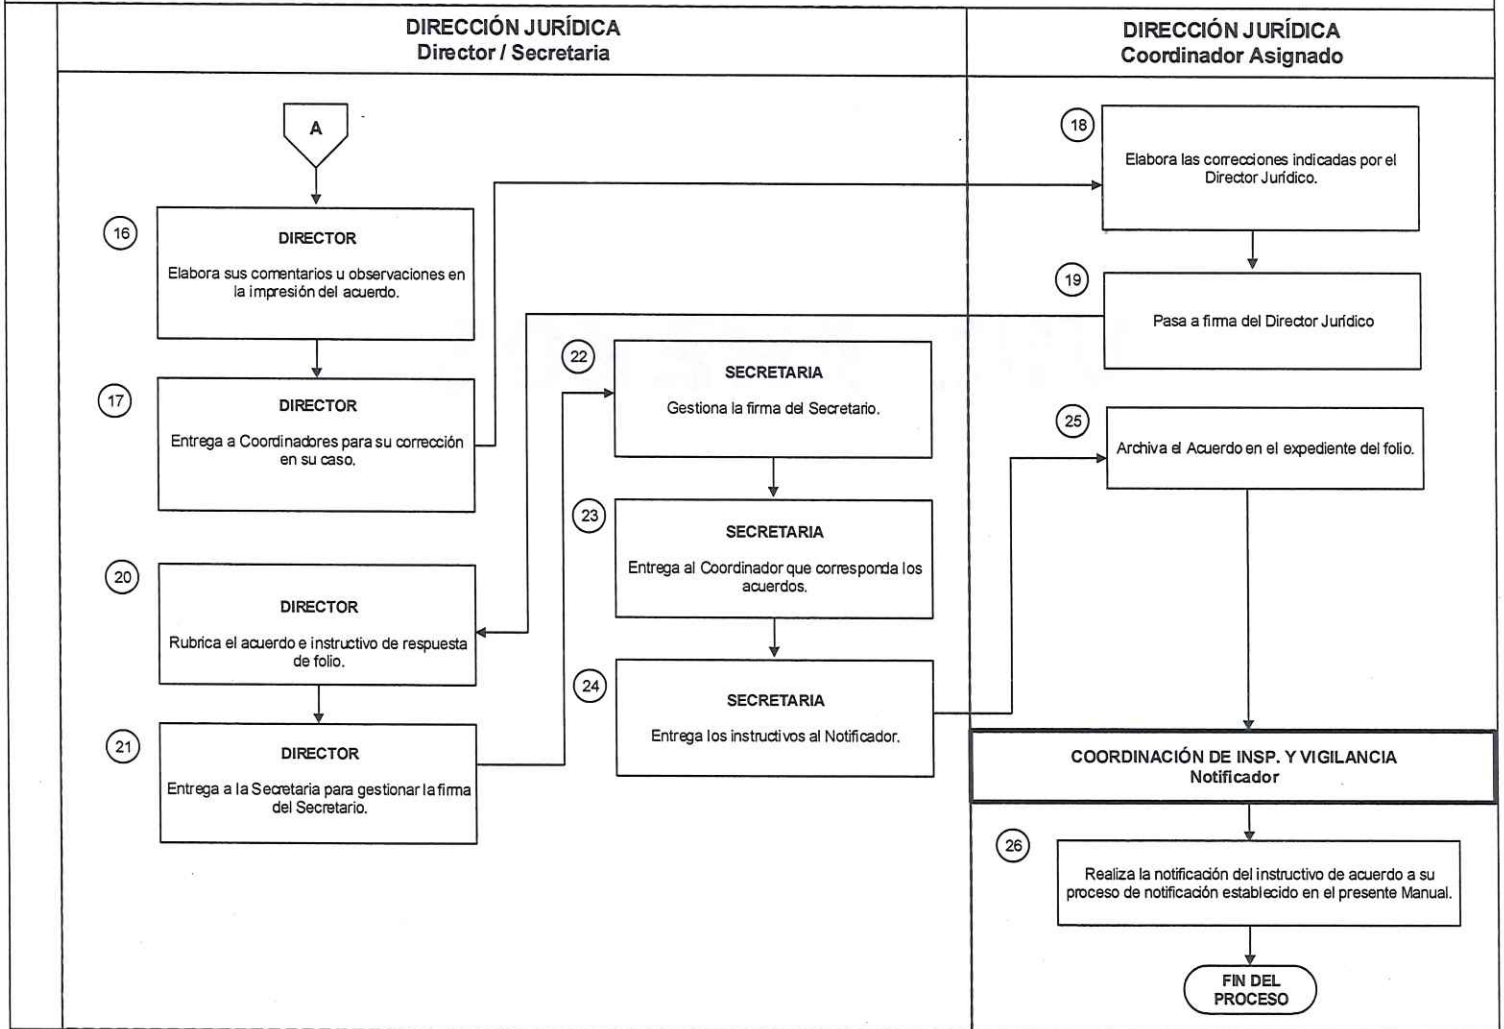 DIRECCIÓN JURÍDICA
Director / Secretaria
DIRECCIÓN JURÍDICA
Coordinador Asignado
A
16
DIRECTOR
Elabora sus comentarios u observaciones en
la impresión del acuerdo.
17
DIRECTOR
Entrega a Coordinadores para su corrección
en su caso.
18
Elabora las correcciones indicadas por el
Director Jurídico.
19
Pasa a firma del Director Jurídico
20
DIRECTOR
Rubrica el acuerdo e instructivo de respuesta
de folio.
21
DIRECTOR
Entrega a la Secretaria para gestionar la firma
del Secretario.
22
SECRETARIA
Gestiona la firma del Secretario.
23
SECRETARIA
Entrega al Coordinador que corresponda los
acuerdos.
24
SECRETARIA
Entrega los instructivos al Notificador.
25
Archiva el Acuerdo en el expediente del folio.
COORDINACIÓN DE INSP. Y VIGILANCIA
Notificador
26
Realiza la notificación del instructivo de acuerdo a su
proceso de notificación establecido en el presente Manual.
FIN DEL
PROCESO